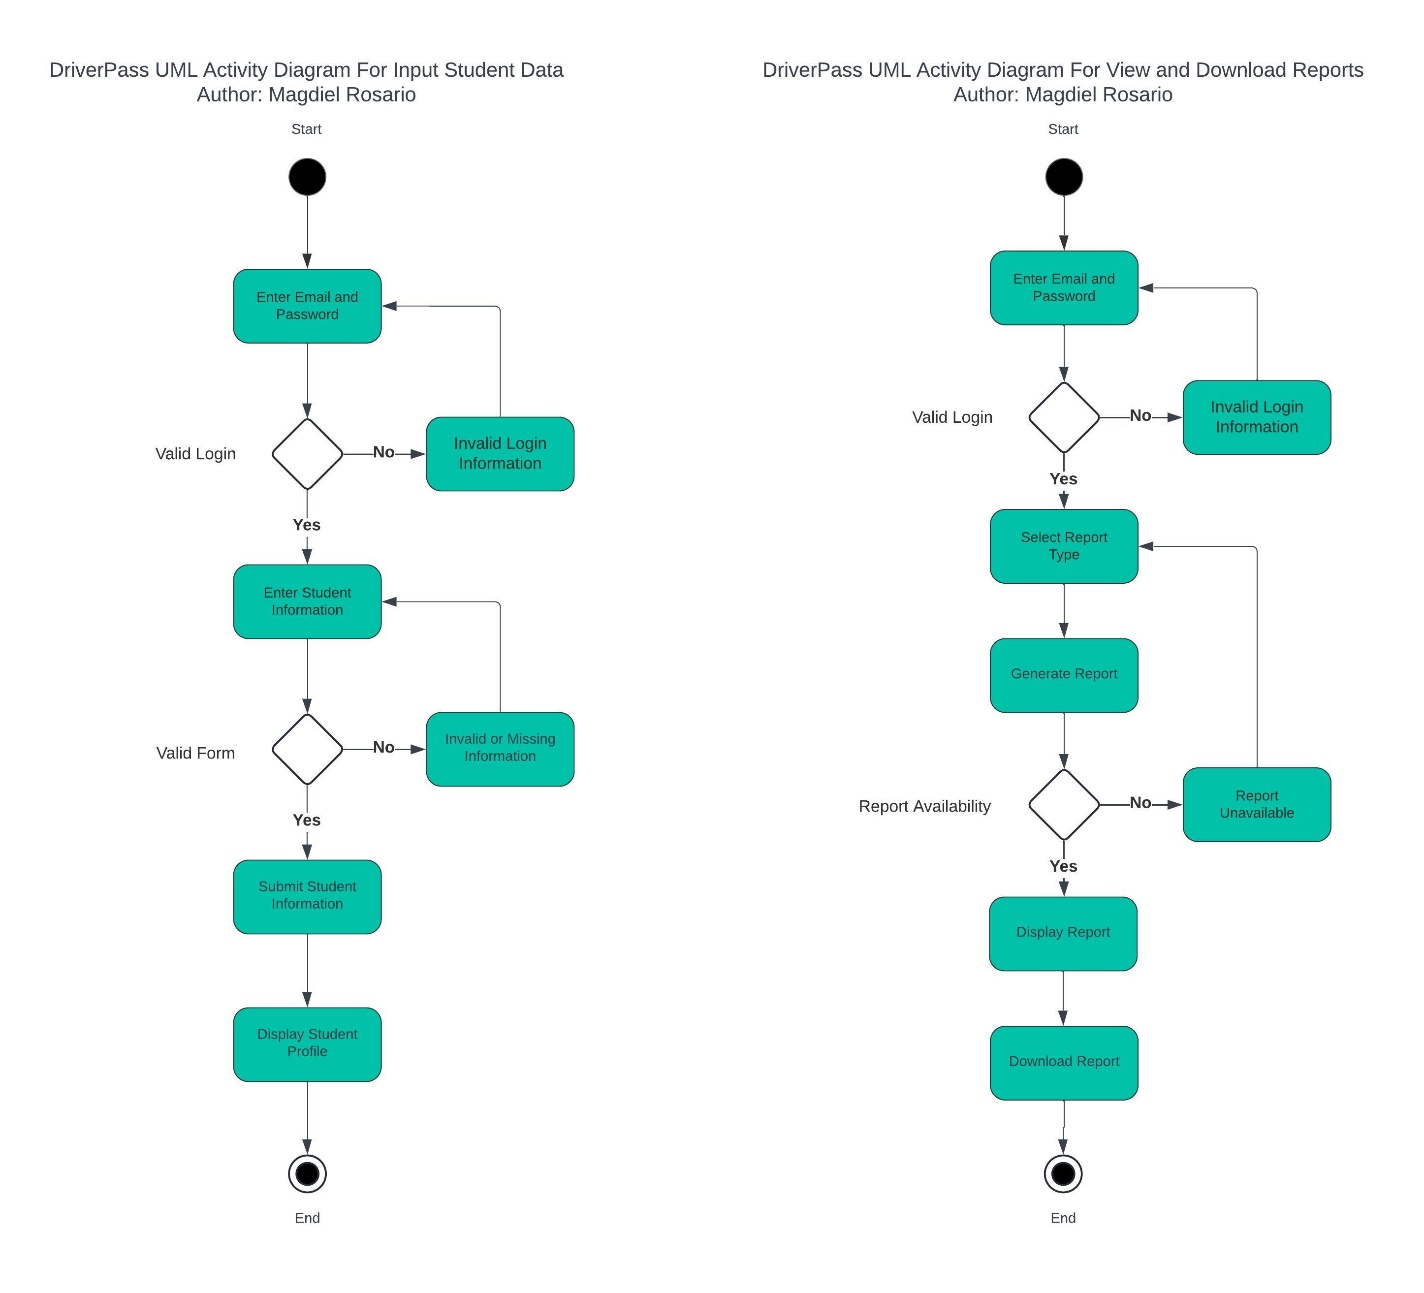 DriverPass UML Activity Diagram For Input Student Data
Author: Magdiel Rosario
Start
Enter Email and
Password
Valid Login
No
Invalid Login
Information
Yes
Enter Student
Information
Valid Form
No
Invalid or Missing
Information
Yes
Submit Student
Information
Display Student
Profile
End
DriverPass UML Activity Diagram For View and Download Reports
Author: Magdiel Rosario
Start
Enter Email and
Password
Valid Login
No
Invalid Login
Information
Yes
Select Report
Type
Generate Report
Report Availability
No
Report
Unavailable
Yes
Display Report
Download Report
End